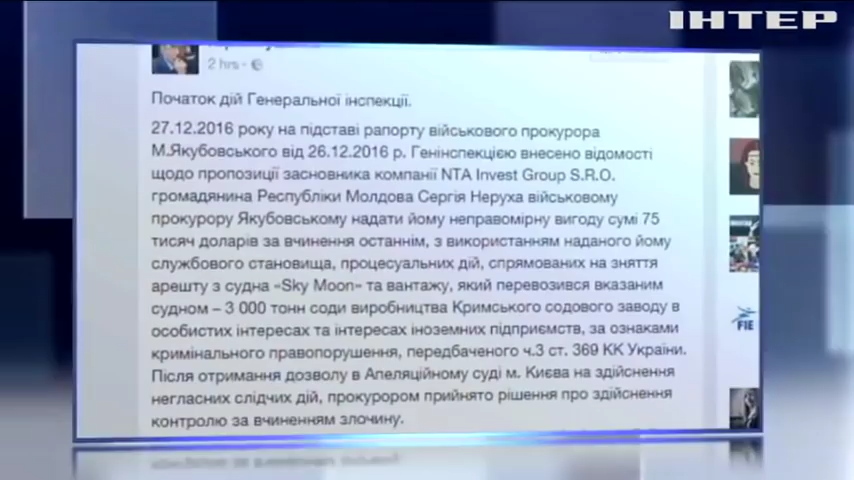 ІНТЕР
2 hrs
Початок дій Генеральної інспекції.
27.12.2016 року на підставі рапорту військового прокурора
М.Якубовського від 26.12.2016 р. Генінспекцією внесено відомості
щодо пропозиції засновника компанії NTA Invest Group S.R.O.
громадянина Республіки Молдова Сергія Неруха військовому
прокурору Якубовському надати йому неправомірну вигоду сумі 75
тисяч доларів за вчинення останнім, з використанням наданого йому
службового становища, процесуальних дій, спрямованих на зняття
арешту з судна «Sky Moon» та вантажу, який перевозився вказаним
судном – 3 000 тонн соди виробництва Кримського содового заводу в
особистих інтересах та інтересах іноземних підприємств, за ознаками
кримінального правопорушення, передбаченого ч.3 ст. 369 КК України.
Після отримання дозволу в Апеляційному суді м. Києва на здійснення
негласних слідчих дій, прокурором прийнято рішення про здійснення
контролю за вчиненням злочину.
FIE